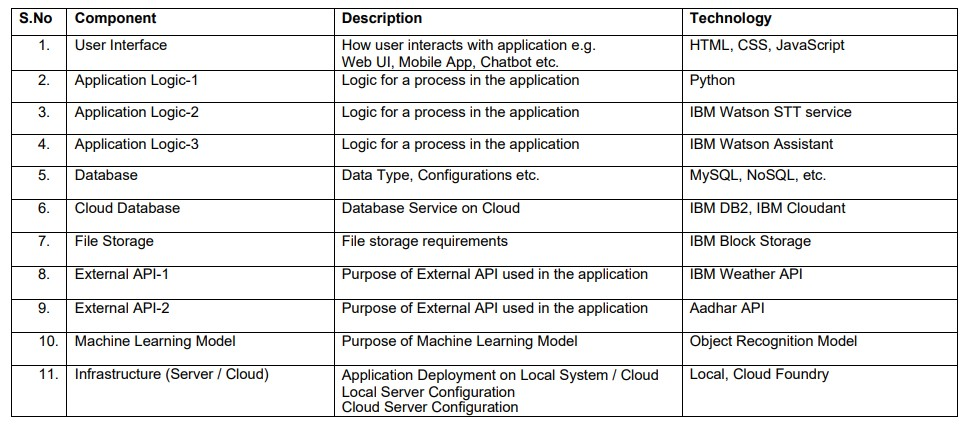 S.No Component Description Technology
1. User Interface How user interacts with application e.g. HTML, CSS, JavaScript
Web UI, Mobile App, Chatbot etc.
2. Application Logic-1 Logic for a process in the application Python
3. Application Logic-2 Logic for a process in the application IBM Watson STT service
4. Application Logic-3 Logic for a process in the application IBM Watson Assistant
5. Database Data Type, Configurations etc. MySQL, NoSQL, etc.
6. Cloud Database Database Service on Cloud IBM DB2, IBM Cloudant
7. File Storage File storage requirements IBM Block Storage
8. External API-1 Purpose of External API used in the application IBM Weather API
9. External API-2 Purpose of External API used in the application Aadhar API
10. Machine Learning Model Purpose of Machine Learning Model Object Recognition Model
11. Infrastructure (Server / Cloud) Application Deployment on Local System / Cloud Local, Cloud Foundry
Local Server Configuration
Cloud Server Configuration